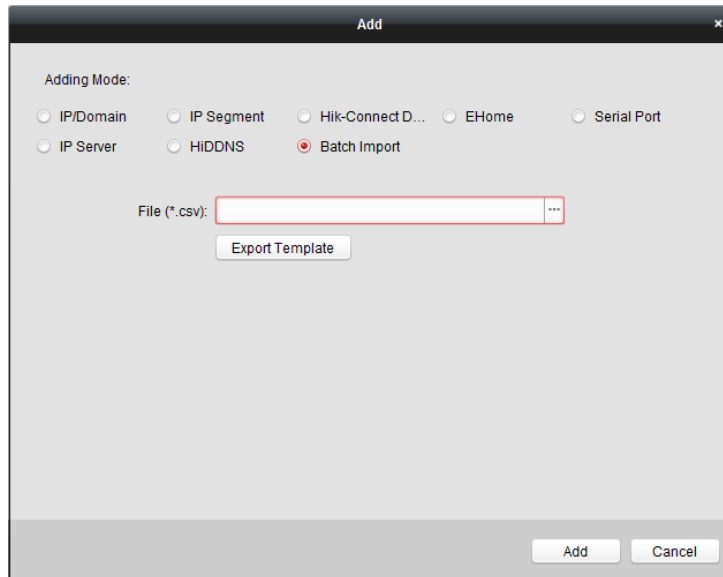 Add
×
Adding Mode:
IP/Domain IP Segment Hik-Connect D... EHome Serial Port
IP Server HiDDNS Batch Import
File (*.csv): ...
Export Template
Add Cancel